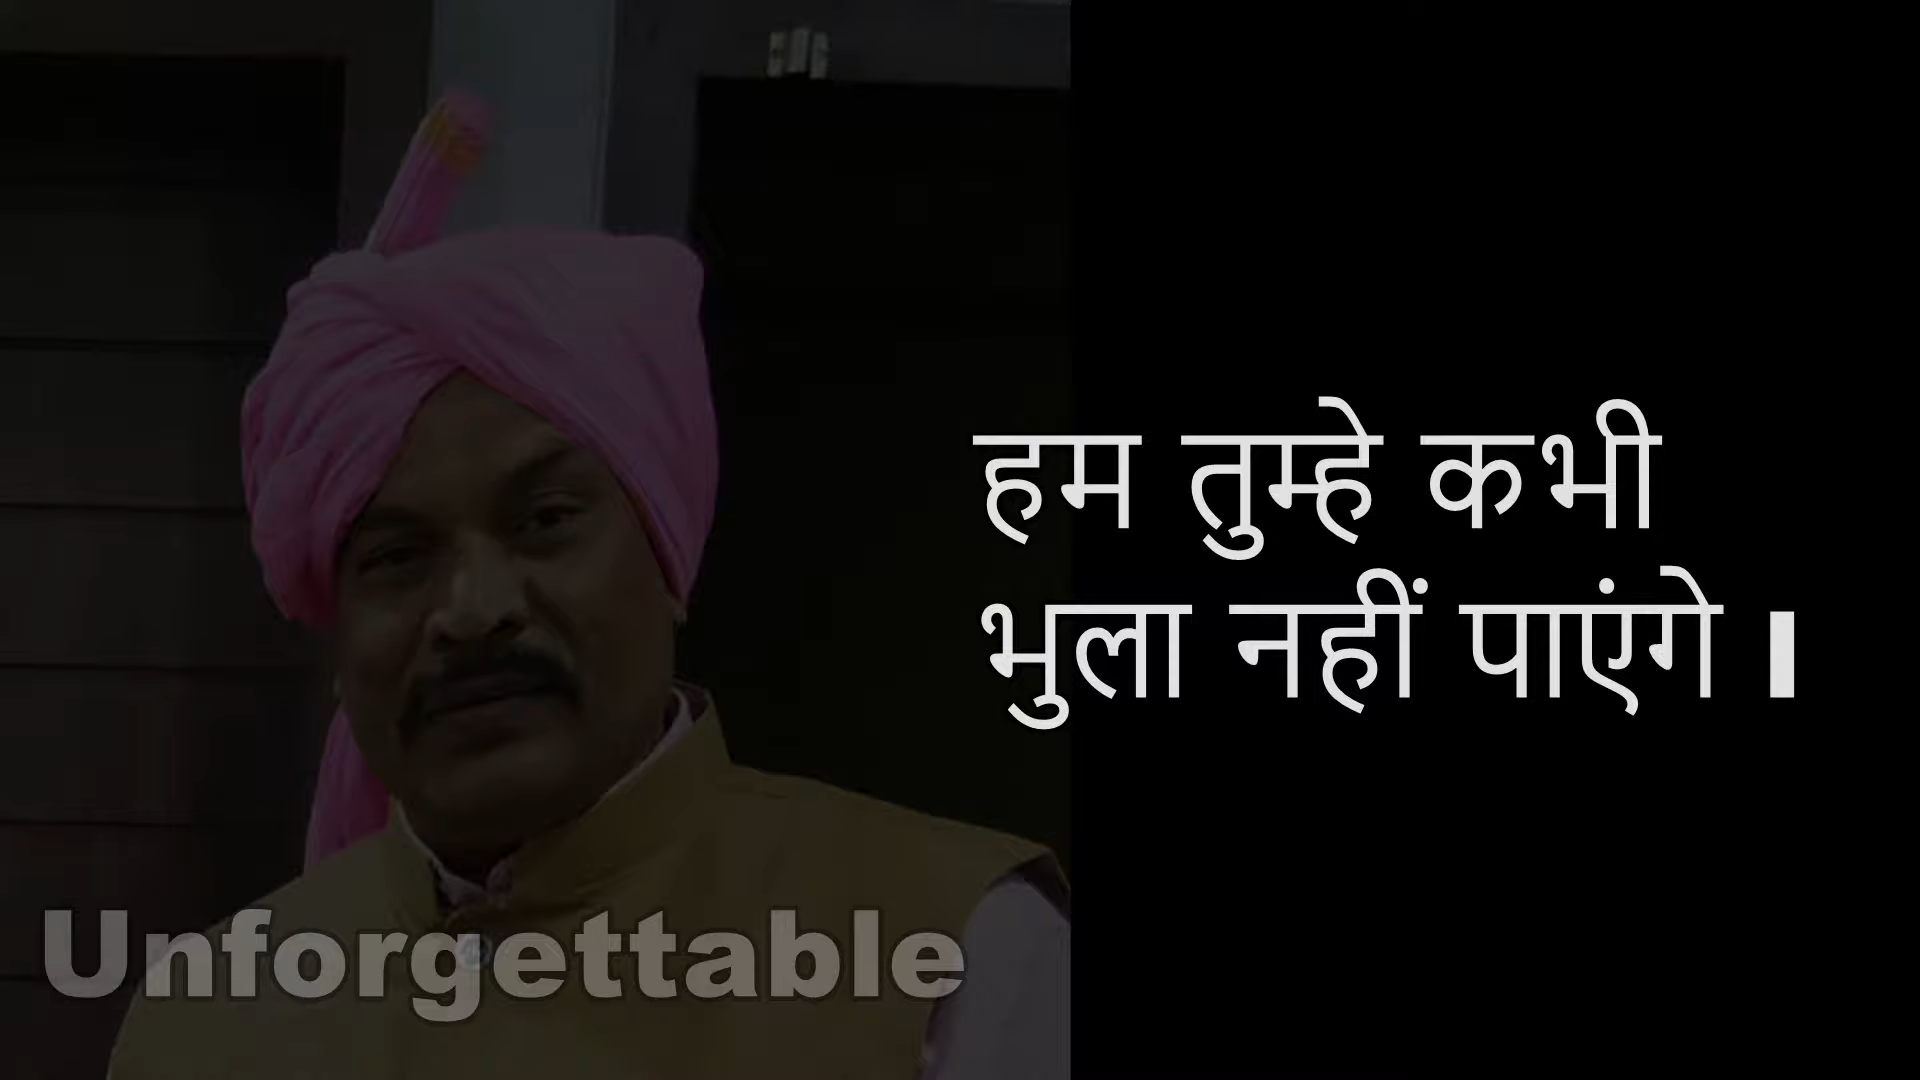 हम तुम्हे कभी
भुला नहीं पाएंगे ।
Unforgettable